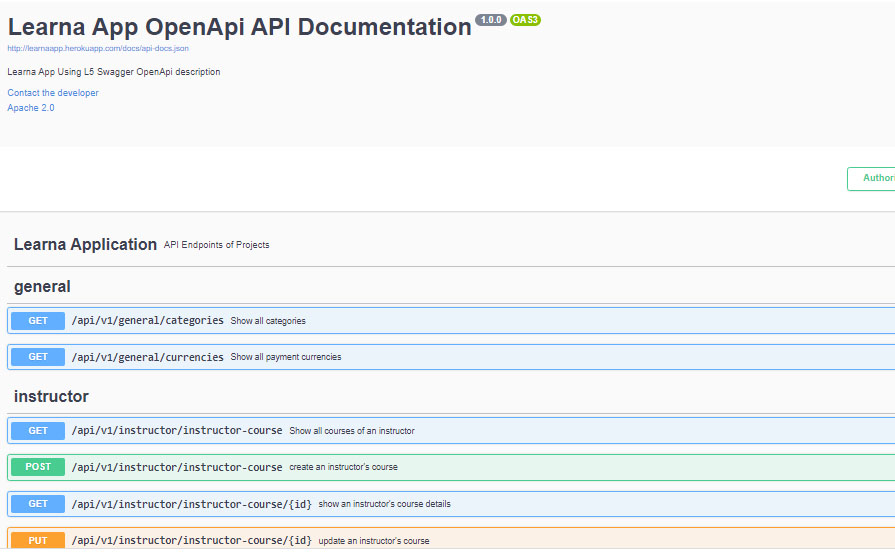 Learna App OpenApi API Documentation 1.0.0 OAS3
http://learnaapp.herokuapp.com/docs/api-docs.json
Learna App Using L5 Swagger OpenApi description
Contact the developer
Apache 2.0
Author
Learna Application API Endpoints of Projects
general
GET /api/v1/general/categories Show all categories
GET /api/v1/general/currencies Show all payment currencies
instructor
GET /api/v1/instructor/instructor-course Show all courses of an instructor
POST /api/v1/instructor/instructor-course create an instructor's course
GET /api/v1/instructor/instructor-course/{id} show an instructor's course details
PUT /api/v1/instructor/instructor-course/{id} update an instructor's course